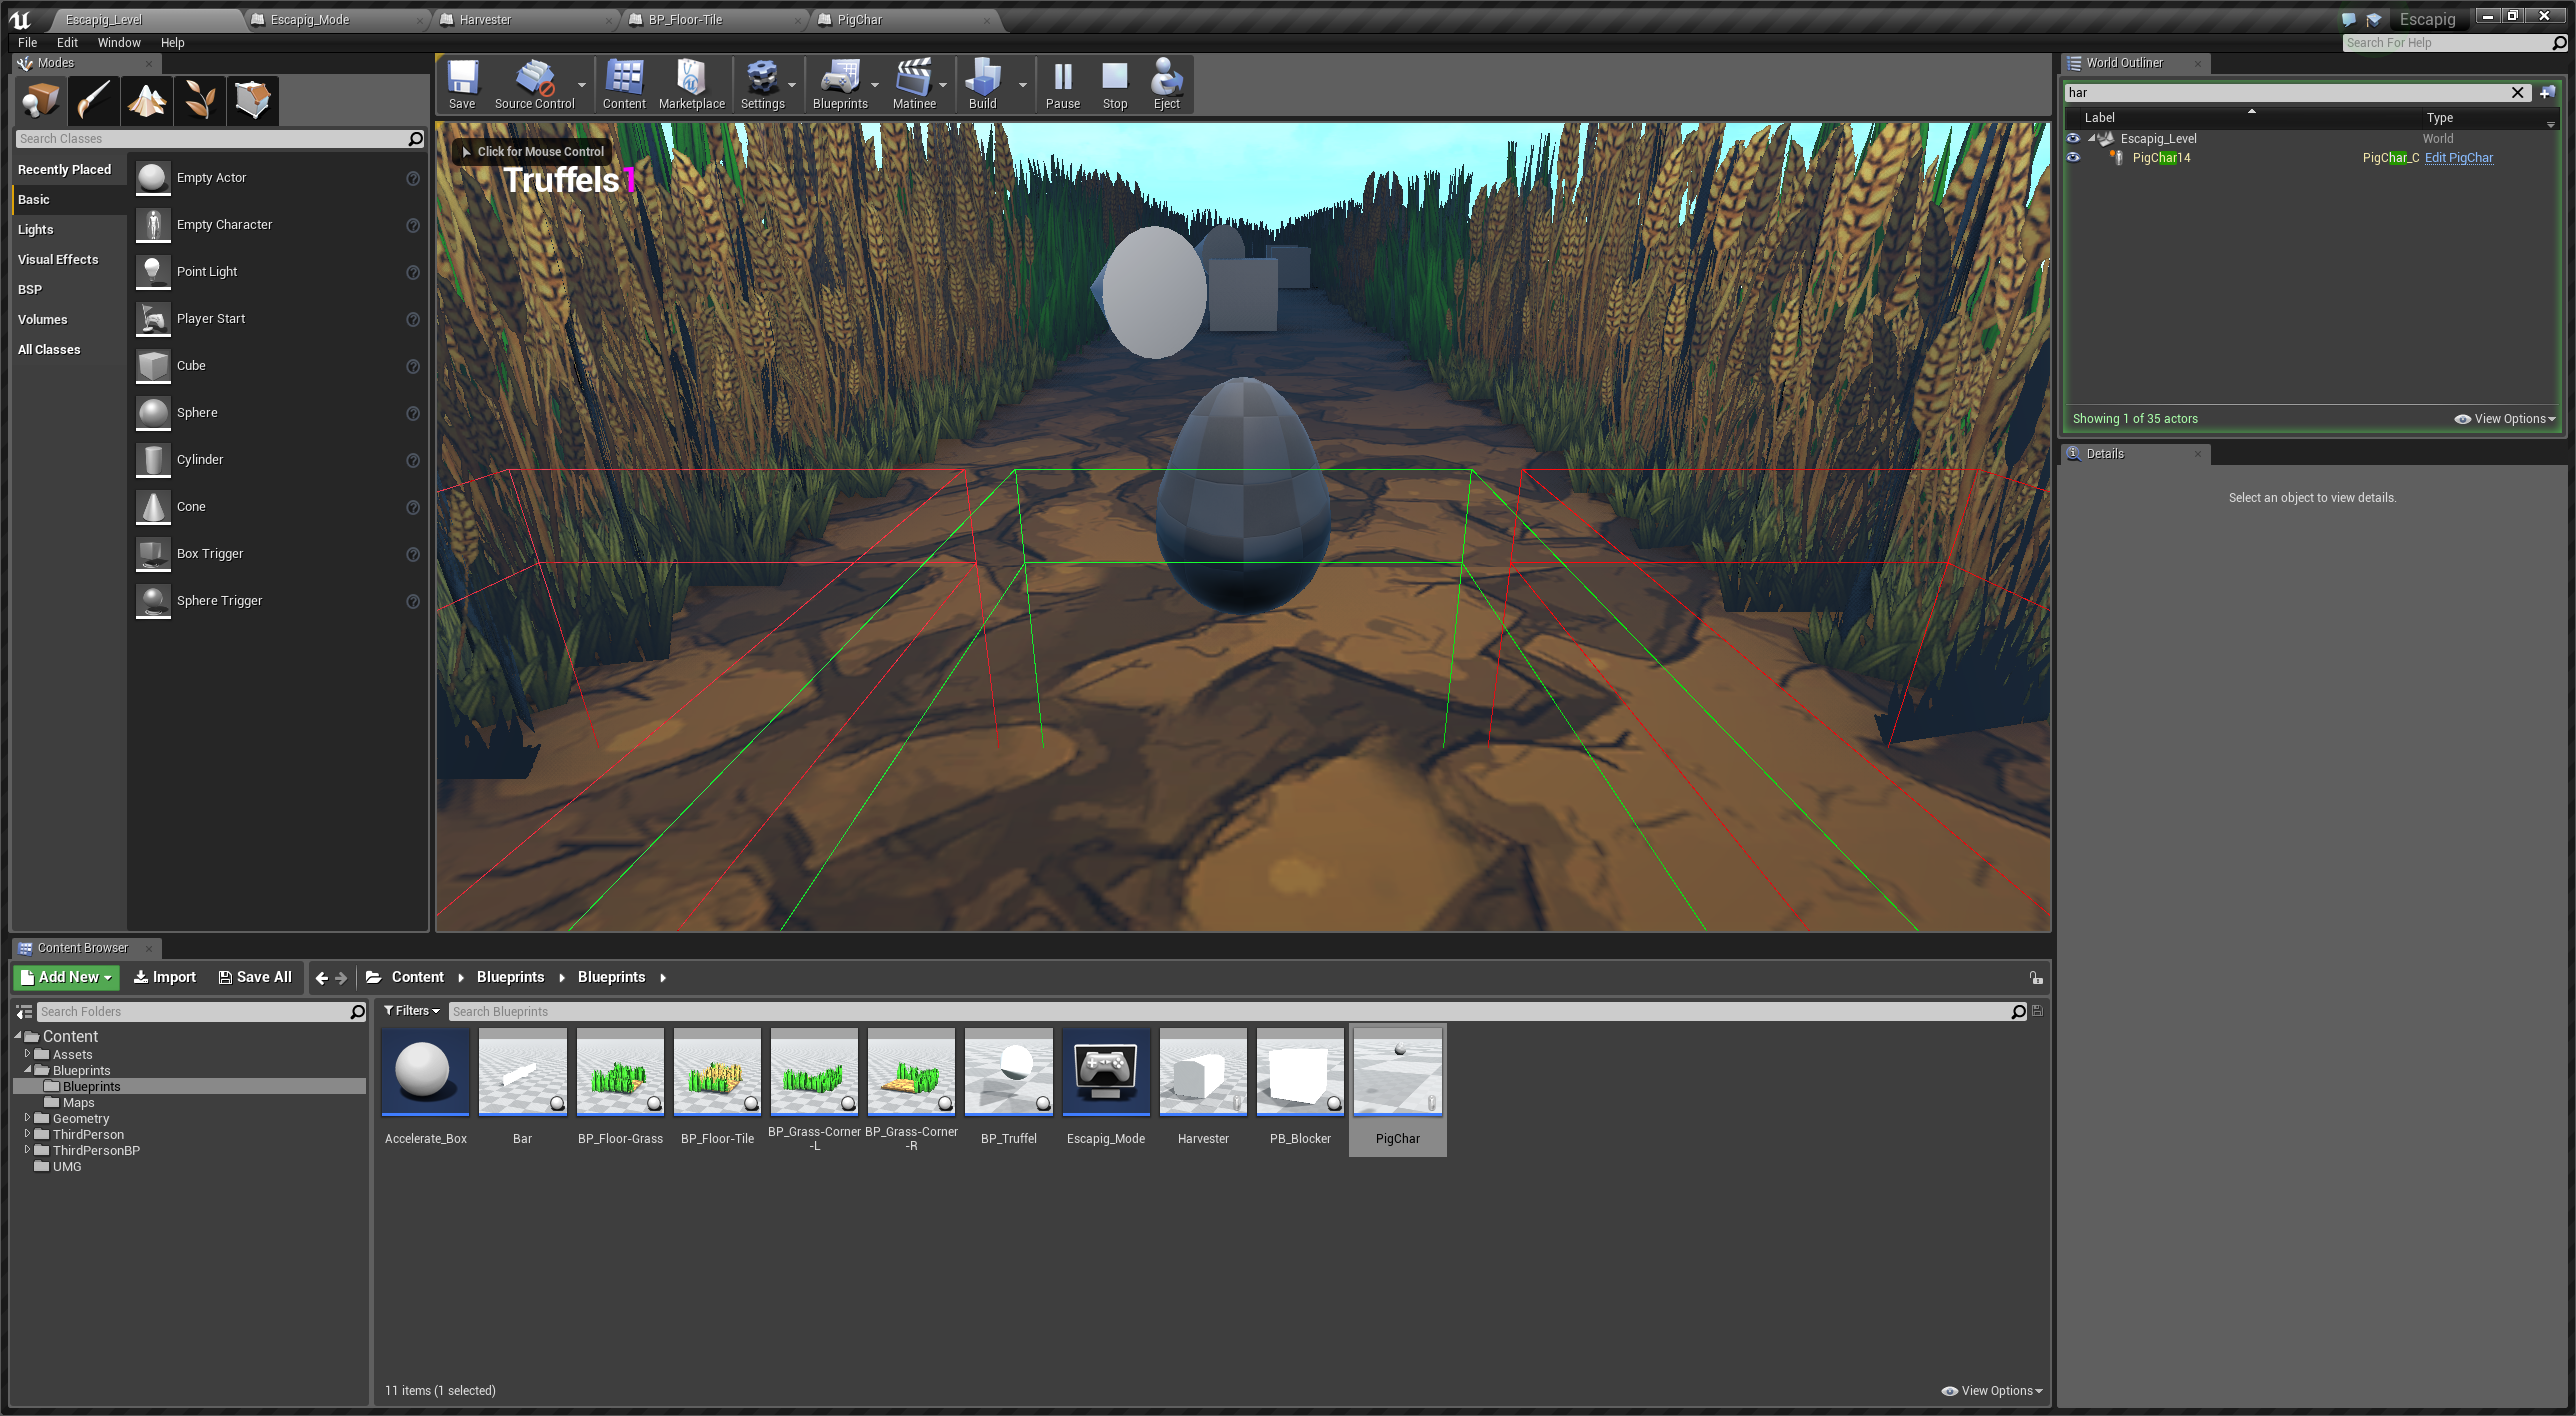 Escapig_Level
Escapig_Mode
Harvester
BP_Floor-Tile
PigChar
Escapig
File Edit Window Help
Search For Help
Modes
Save
Source Control
Content
Marketplace
Settings
Blueprints
Matinee
Build
Pause
Stop
Eject
Search Classes
Recently Placed
Basic
Lights
Visual Effects
BSP
Volumes
All Classes
Empty Actor
Empty Character
Point Light
Player Start
Cube
Sphere
Cylinder
Cone
Box Trigger
Sphere Trigger
Click for Mouse Control
Truffels1
World Outliner
har
Label Type
Escapig_Level World
PigChar14 PigChar_C Edit PigChar
Showing 1 of 35 actors
View Options
Details
Select an object to view details.
Content Browser
Add New Import Save All Content Blueprints Blueprints
Search Folders
Content
Assets
Blueprints
Blueprints
Maps
Geometry
ThirdPerson
ThirdPersonBP
UMG
Filters
Search Blueprints
Accelerate_Box
Bar
BP_Floor-Grass
BP_Floor-Tile
BP_Grass-Corner
-L
BP_Grass-Corner
-R
BP_Truffel
Escapig_Mode
Harvester
PB_Blocker
PigChar
11 items (1 selected)
View Options